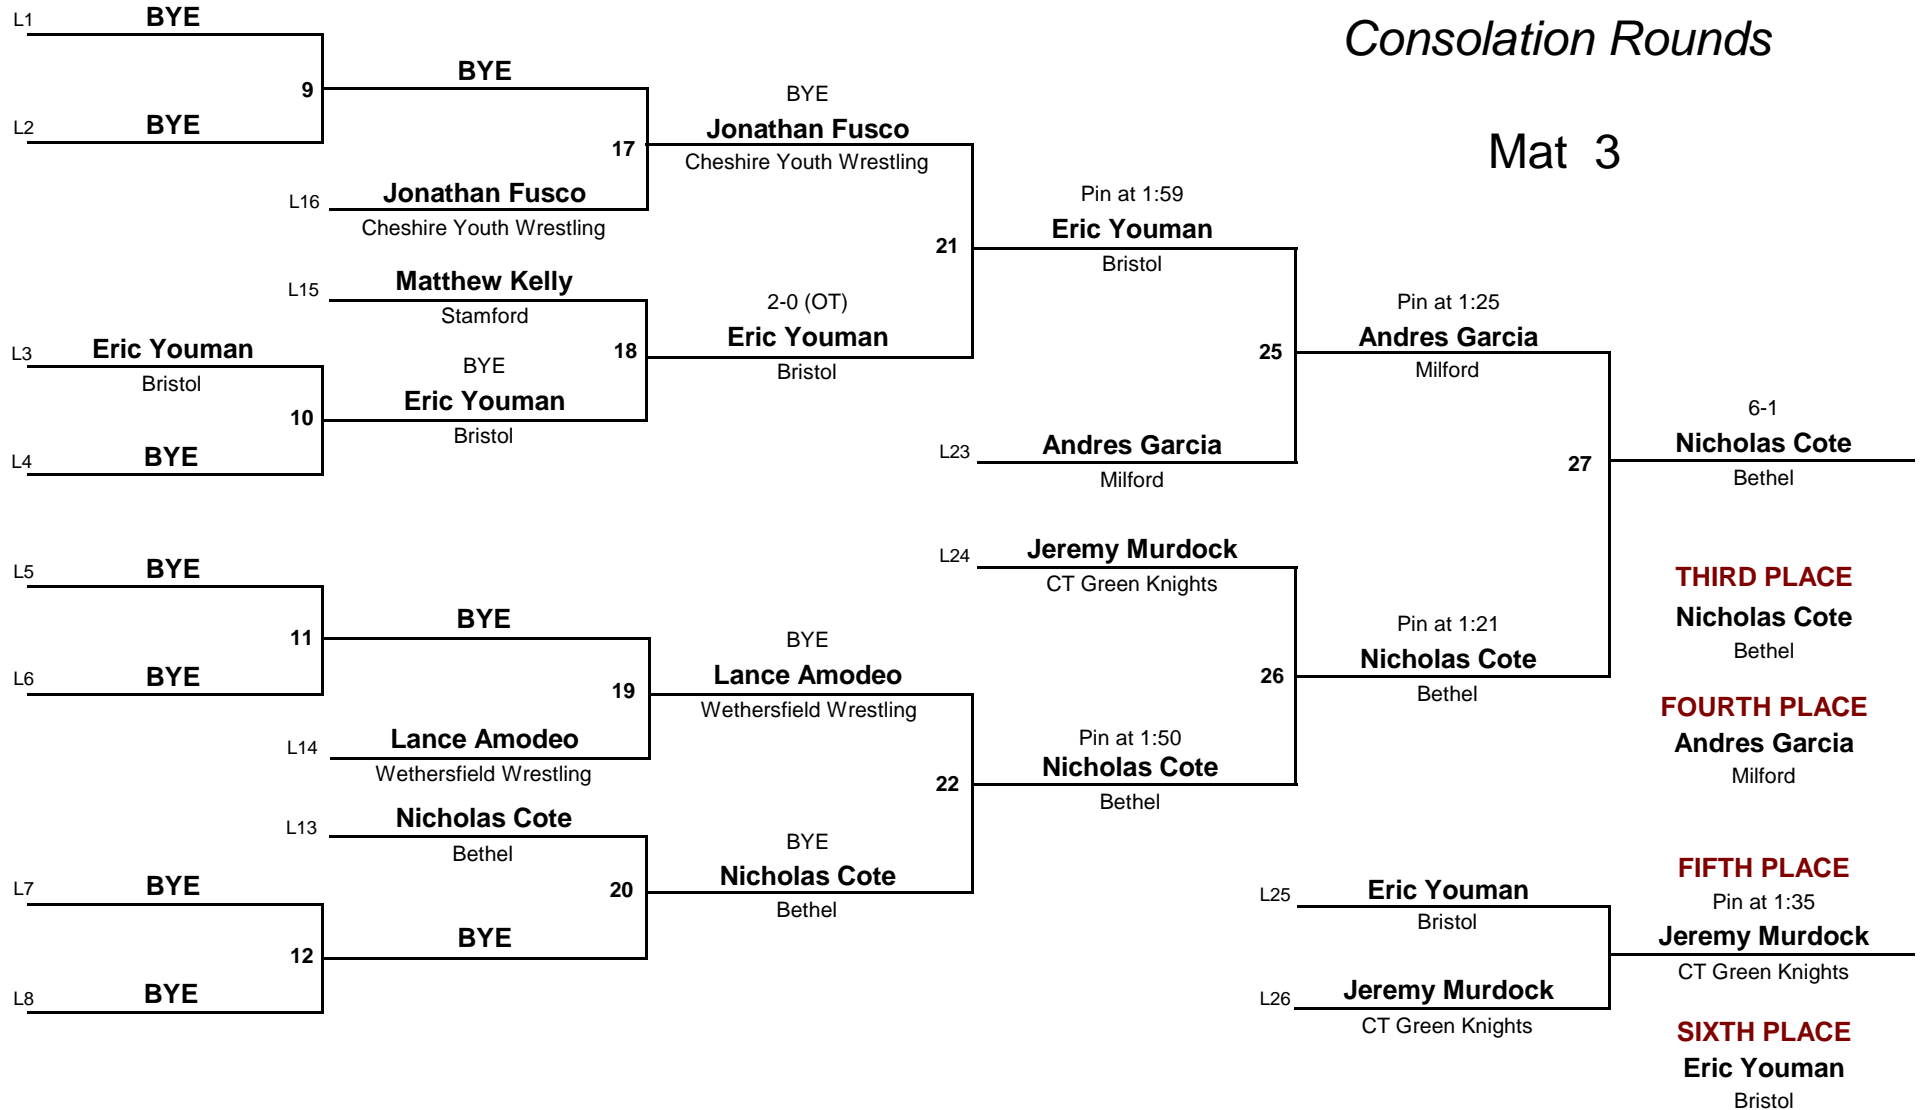 Consolation Rounds
Mat 3
L1 BYE
9
L2 BYE
BYE
17
L16 Jonathan Fusco
Cheshire Youth Wrestling
BYE
Jonathan Fusco
Cheshire Youth Wrestling
L15 Matthew Kelly
Stamford
L3 Eric Youman
Bristol
10
L4 BYE
BYE
Eric Youman
Bristol
18
2-0 (OT)
Eric Youman
Bristol
21
Pin at 1:59
Eric Youman
Bristol
25
L23 Andres Garcia
Milford
Pin at 1:25
Andres Garcia
Milford
27
6-1
Nicholas Cote
Bethel
L5 BYE
11
L6 BYE
BYE
19
L14 Lance Amodeo
Wethersfield Wrestling
BYE
Lance Amodeo
Wethersfield Wrestling
L13 Nicholas Cote
Bethel
L7 BYE
12
L8 BYE
BYE
20
BYE
Nicholas Cote
Bethel
22
Pin at 1:50
Nicholas Cote
Bethel
L24 Jeremy Murdock
CT Green Knights
26
Pin at 1:21
Nicholas Cote
Bethel
THIRD PLACE
Nicholas Cote
Bethel
FOURTH PLACE
Andres Garcia
Milford
L25 Eric Youman
Bristol
L26 Jeremy Murdock
CT Green Knights
FIFTH PLACE
Pin at 1:35
Jeremy Murdock
CT Green Knights
SIXTH PLACE
Eric Youman
Bristol